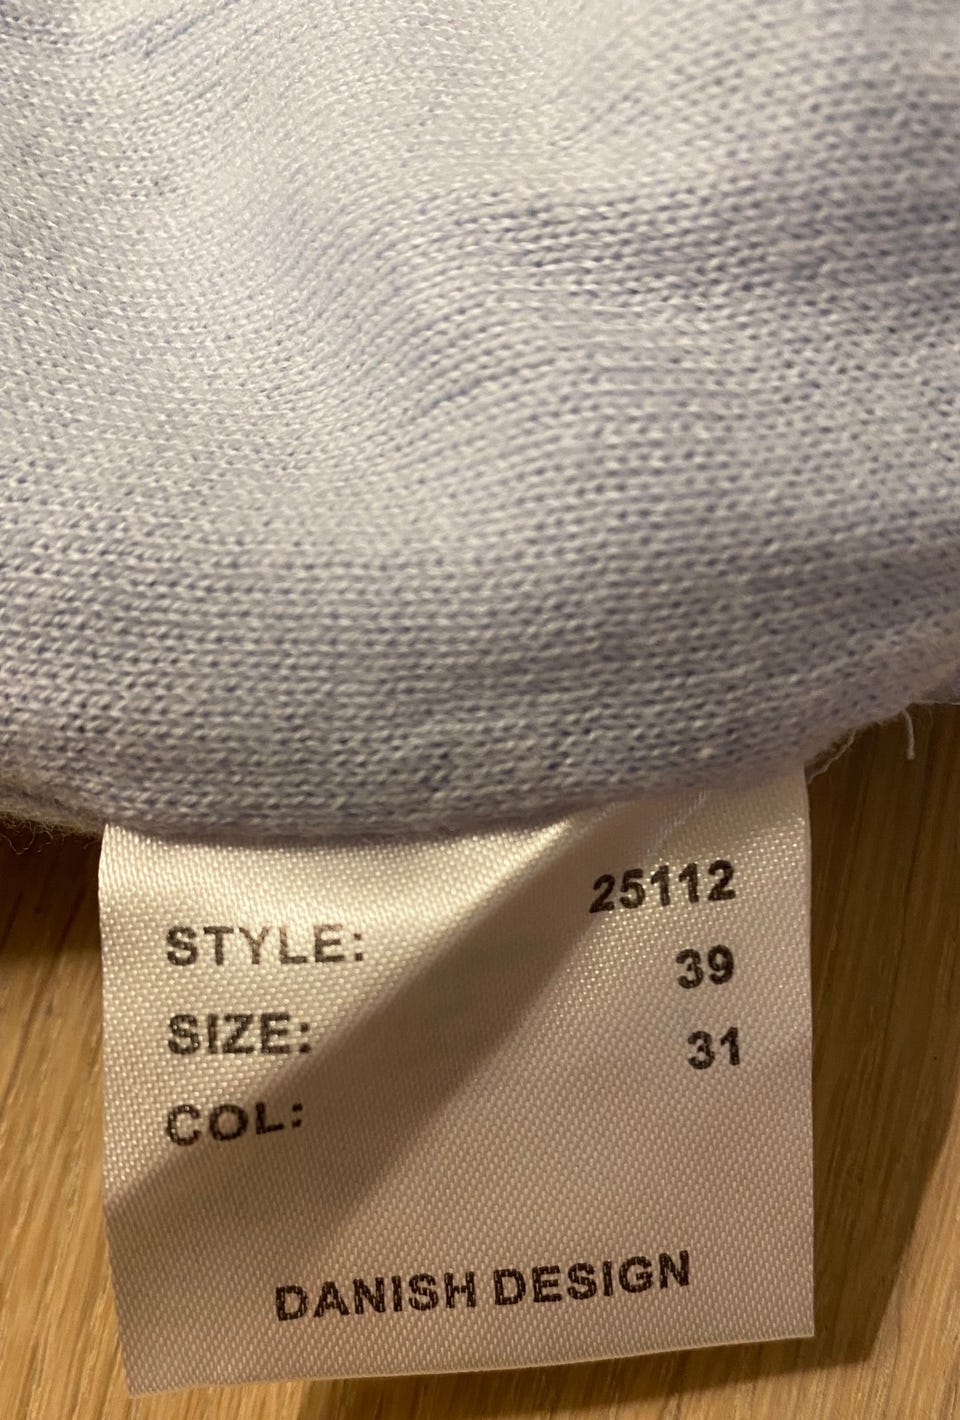 STYLE: 25112
SIZE: 39
COL: 31
DANISH DESIGN